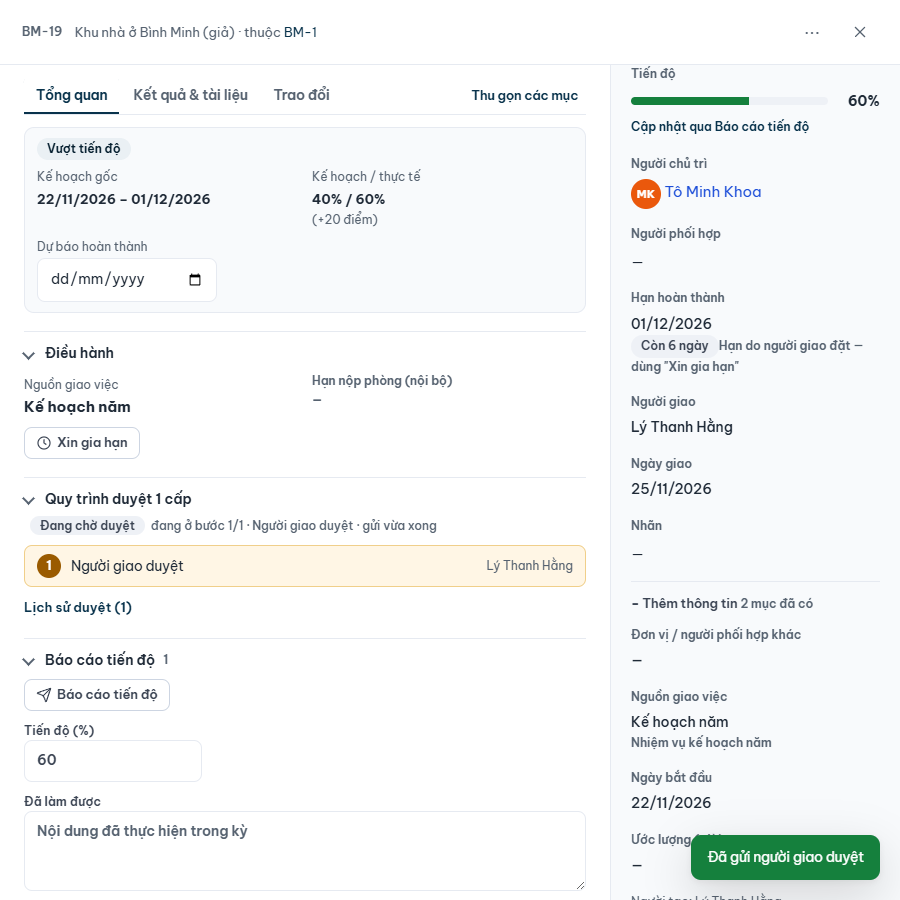 BM-19 Khu nhà ở Bình Minh (giả) · thuộc BM-1
Tổng quan
Kết quả & tài liệu
Trao đổi
Thu gọn các mục
Vượt tiến độ
Kế hoạch gốc
22/11/2026 – 01/12/2026
Kế hoạch / thực tế
40% / 60%
(+20 điểm)
Dự báo hoàn thành
dd/mm/yyyy
Điều hành
Nguồn giao việc
Kế hoạch năm
Hạn nộp phòng (nội bộ)
—
Xin gia hạn
Quy trình duyệt 1 cấp
Đang chờ duyệt đang ở bước 1/1 · Người giao duyệt · gửi vừa xong
1 Người giao duyệt Lý Thanh Hằng
Lịch sử duyệt (1)
Báo cáo tiến độ 1
Báo cáo tiến độ
Tiến độ (%)
60
Đã làm được
Nội dung đã thực hiện trong kỳ
Tiến độ
60%
Cập nhật qua Báo cáo tiến độ
Người chủ trì
MK Tô Minh Khoa
Người phối hợp
—
Hạn hoàn thành
01/12/2026
Còn 6 ngày Hạn do người giao đặt —
dùng "Xin gia hạn"
Người giao
Lý Thanh Hằng
Ngày giao
25/11/2026
Nhãn
—
– Thêm thông tin 2 mục đã có
Đơn vị / người phối hợp khác
—
Nguồn giao việc
Kế hoạch năm
Nhiệm vụ kế hoạch năm
Ngày bắt đầu
22/11/2026
Ước lượng
—
Đã gửi người giao duyệt